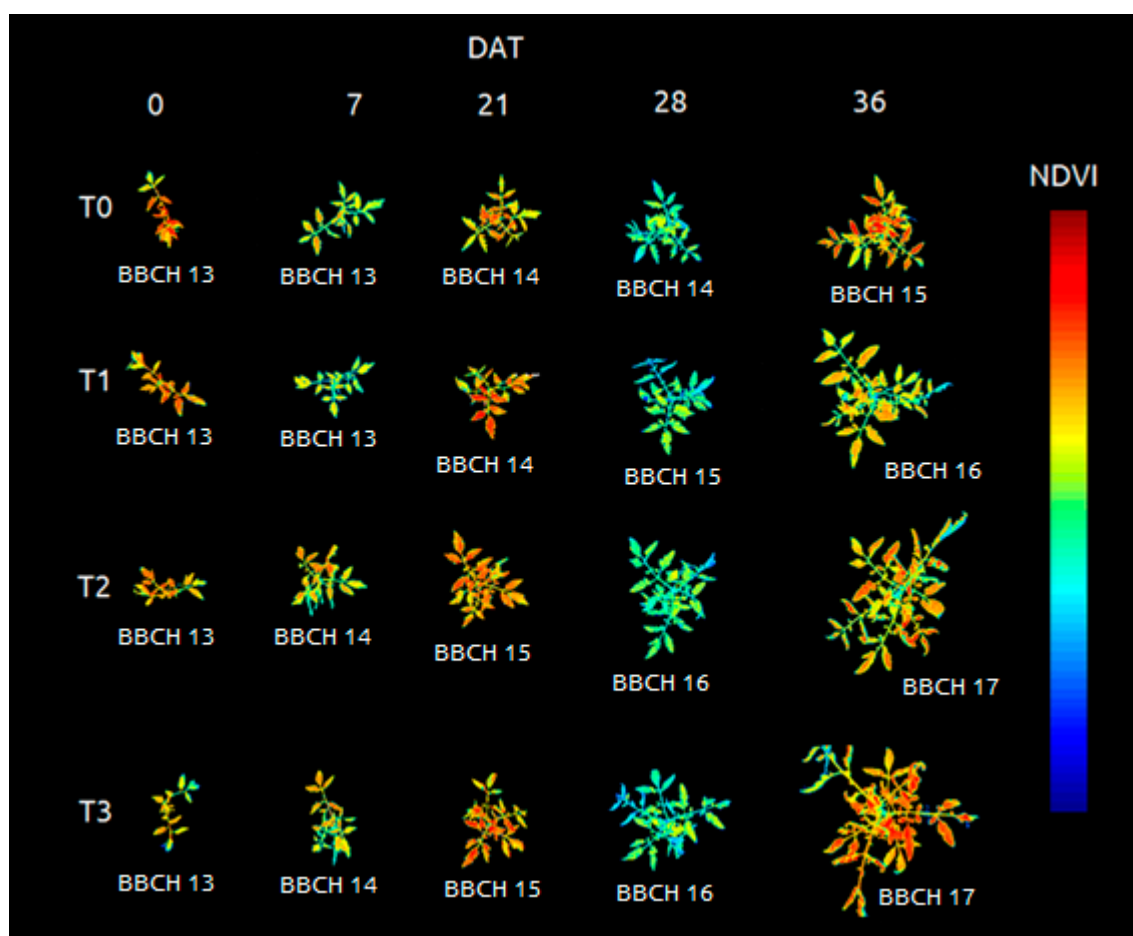 DAT
0 7 21 28 36
NDVI
T0
BBCH 13 BBCH 13 BBCH 14 BBCH 14 BBCH 15
T1
BBCH 13 BBCH 13 BBCH 14 BBCH 15 BBCH 16
T2
BBCH 13 BBCH 14 BBCH 15 BBCH 16 BBCH 17
T3
BBCH 13 BBCH 14 BBCH 15 BBCH 16 BBCH 17